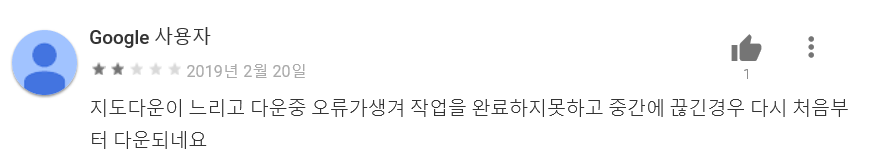 Google 사용자
2019년 2월 20일
1
지도다운이 느리고 다운중 오류가생겨 작업을 완료하지못하고 중간에 끊긴경우 다시 처음부
터 다운되네요